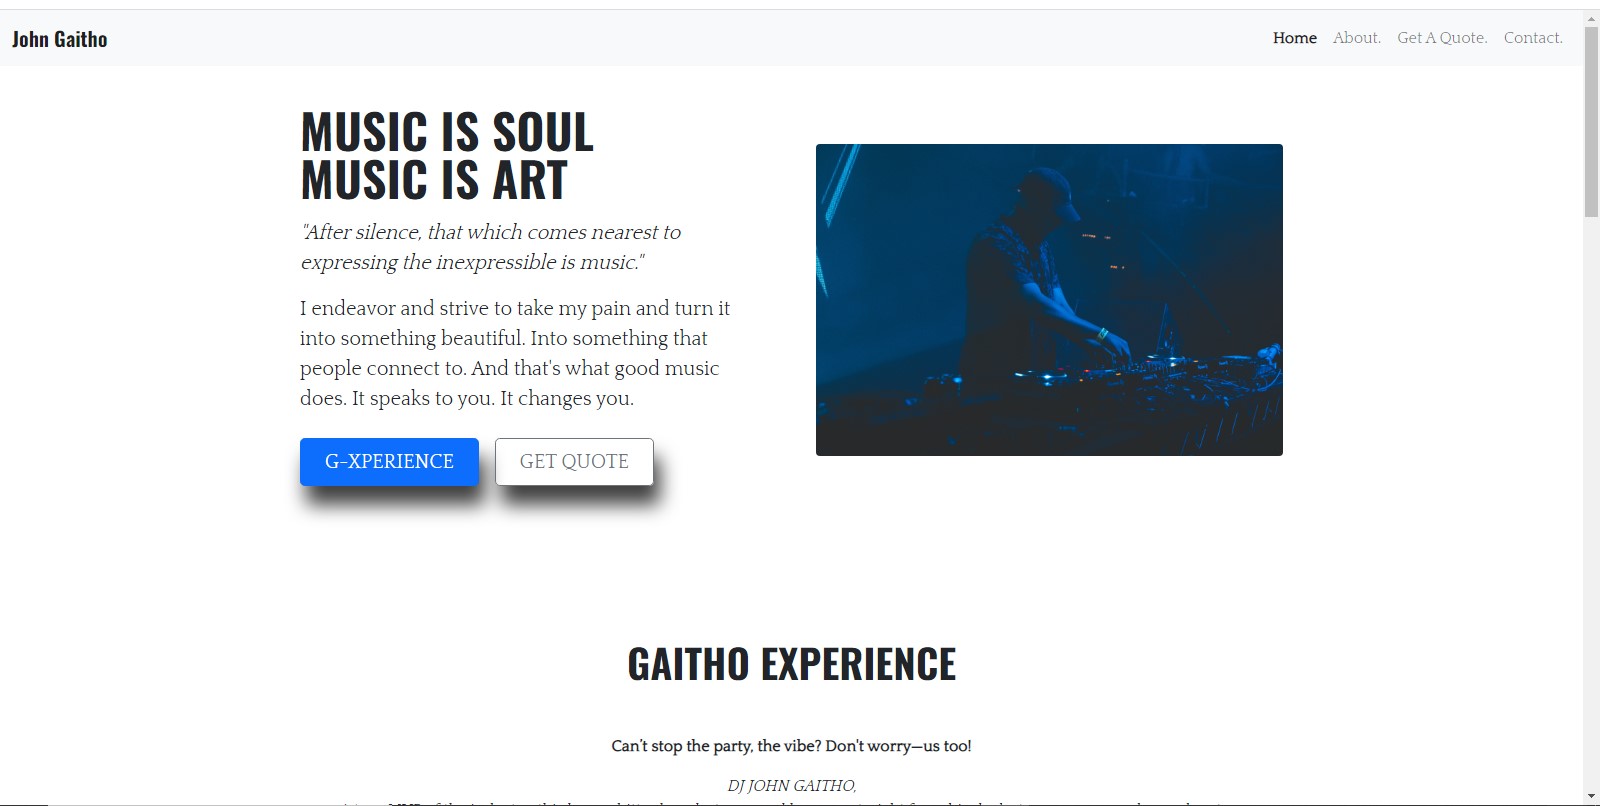 John Gaitho
Home About. Get A Quote. Contact.
MUSIC IS SOUL
MUSIC IS ART
"After silence, that which comes nearest to
expressing the inexpressible is music."
I endeavor and strive to take my pain and turn it
into something beautiful. Into something that
people connect to. And that's what good music
does. It speaks to you. It changes you.
G-XPERIENCE GET QUOTE
GAITHO EXPERIENCE
Can’t stop the party, the vibe? Don't worry—us too!
DJ JOHN GAITHO,